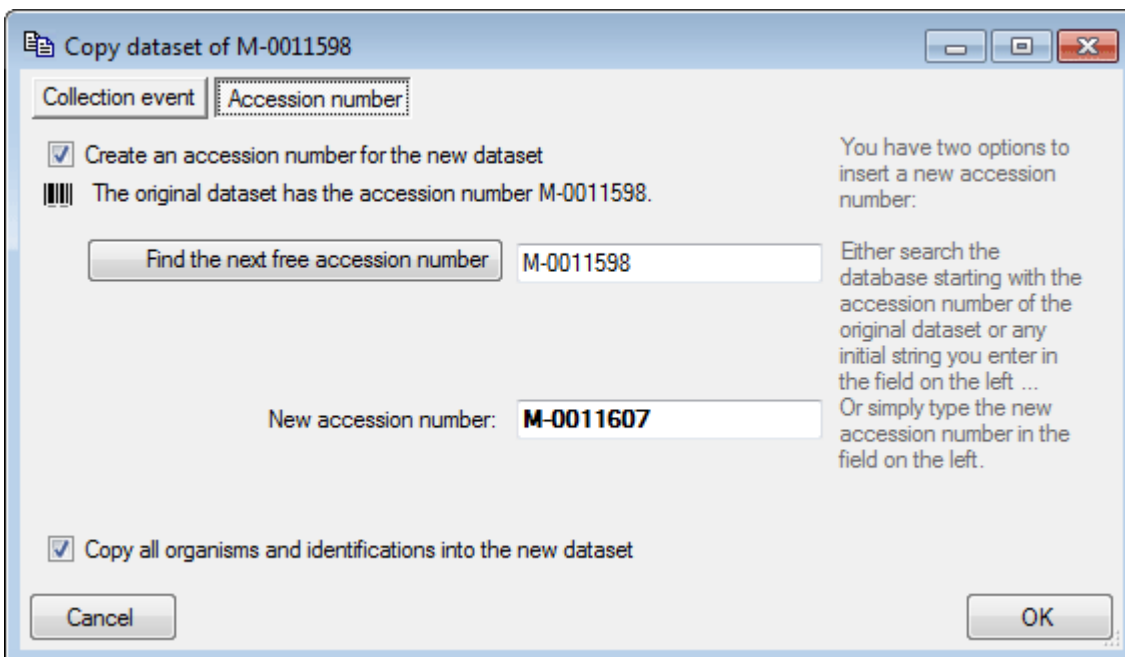 Copy dataset of M-0011598
Collection event
Accession number
Create an accession number for the new dataset
The original dataset has the accession number M-0011598.
Find the next free accession number
M-0011598
New accession number:
M-0011607
You have two options to
insert a new accession
number:
Either search the
database starting with the
accession number of the
original dataset or any
initial string you enter in
the field on the left ...
Or simply type the new
accession number in the
field on the left.
Copy all organisms and identifications into the new dataset
Cancel
OK